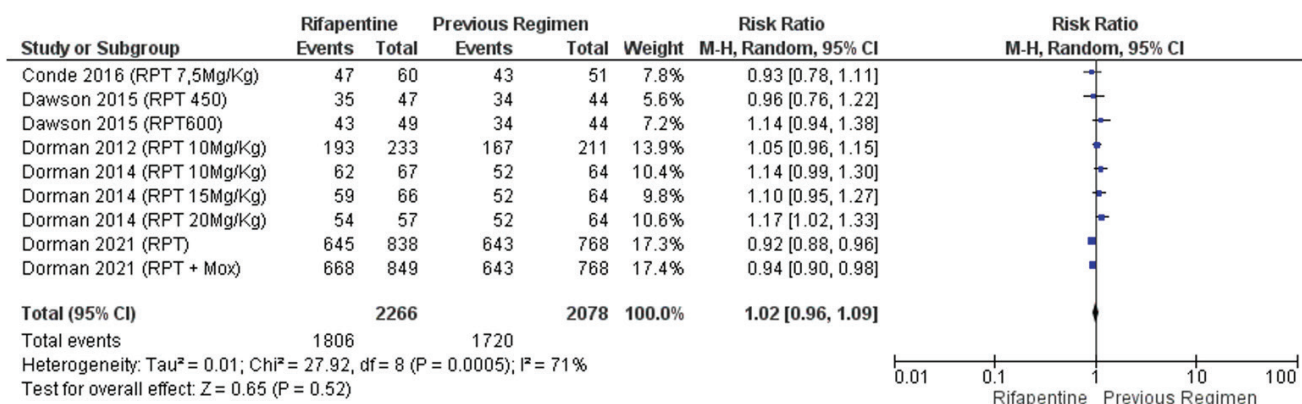 Rifapentine Previous Regimen Risk Ratio Risk Ratio
Study or Subgroup Events Total Events Total Weight M-H, Random, 95% CI M-H, Random, 95% CI
Conde 2016 (RPT 7,5Mg/Kg) 47 60 43 51 7.8% 0.93 [0.78, 1.11]
Dawson 2015 (RPT 450) 35 47 34 44 5.6% 0.96 [0.76, 1.22]
Dawson 2015 (RPT600) 43 49 34 44 7.2% 1.14 [0.94, 1.38]
Dorman 2012 (RPT 10Mg/Kg) 193 233 167 211 13.9% 1.05 [0.96, 1.15]
Dorman 2014 (RPT 10Mg/Kg) 62 67 52 64 10.4% 1.14 [0.99, 1.30]
Dorman 2014 (RPT 15Mg/Kg) 59 66 52 64 9.8% 1.10 [0.95, 1.27]
Dorman 2014 (RPT 20Mg/Kg) 54 57 52 64 10.6% 1.17 [1.02, 1.33]
Dorman 2021 (RPT) 645 838 643 768 17.3% 0.92 [0.88, 0.96]
Dorman 2021 (RPT + Mox) 668 849 643 768 17.4% 0.94 [0.90, 0.98]
Total (95% CI) 2266 2078 100.0% 1.02 [0.96, 1.09]
Total events 1806 1720
Heterogeneity: Tau² = 0.01; Chi² = 27.92, df = 8 (P = 0.0005); I² = 71%
Test for overall effect: Z = 0.65 (P = 0.52)
0.01 0.1 1 10 100
Rifapentine Previous Regimen